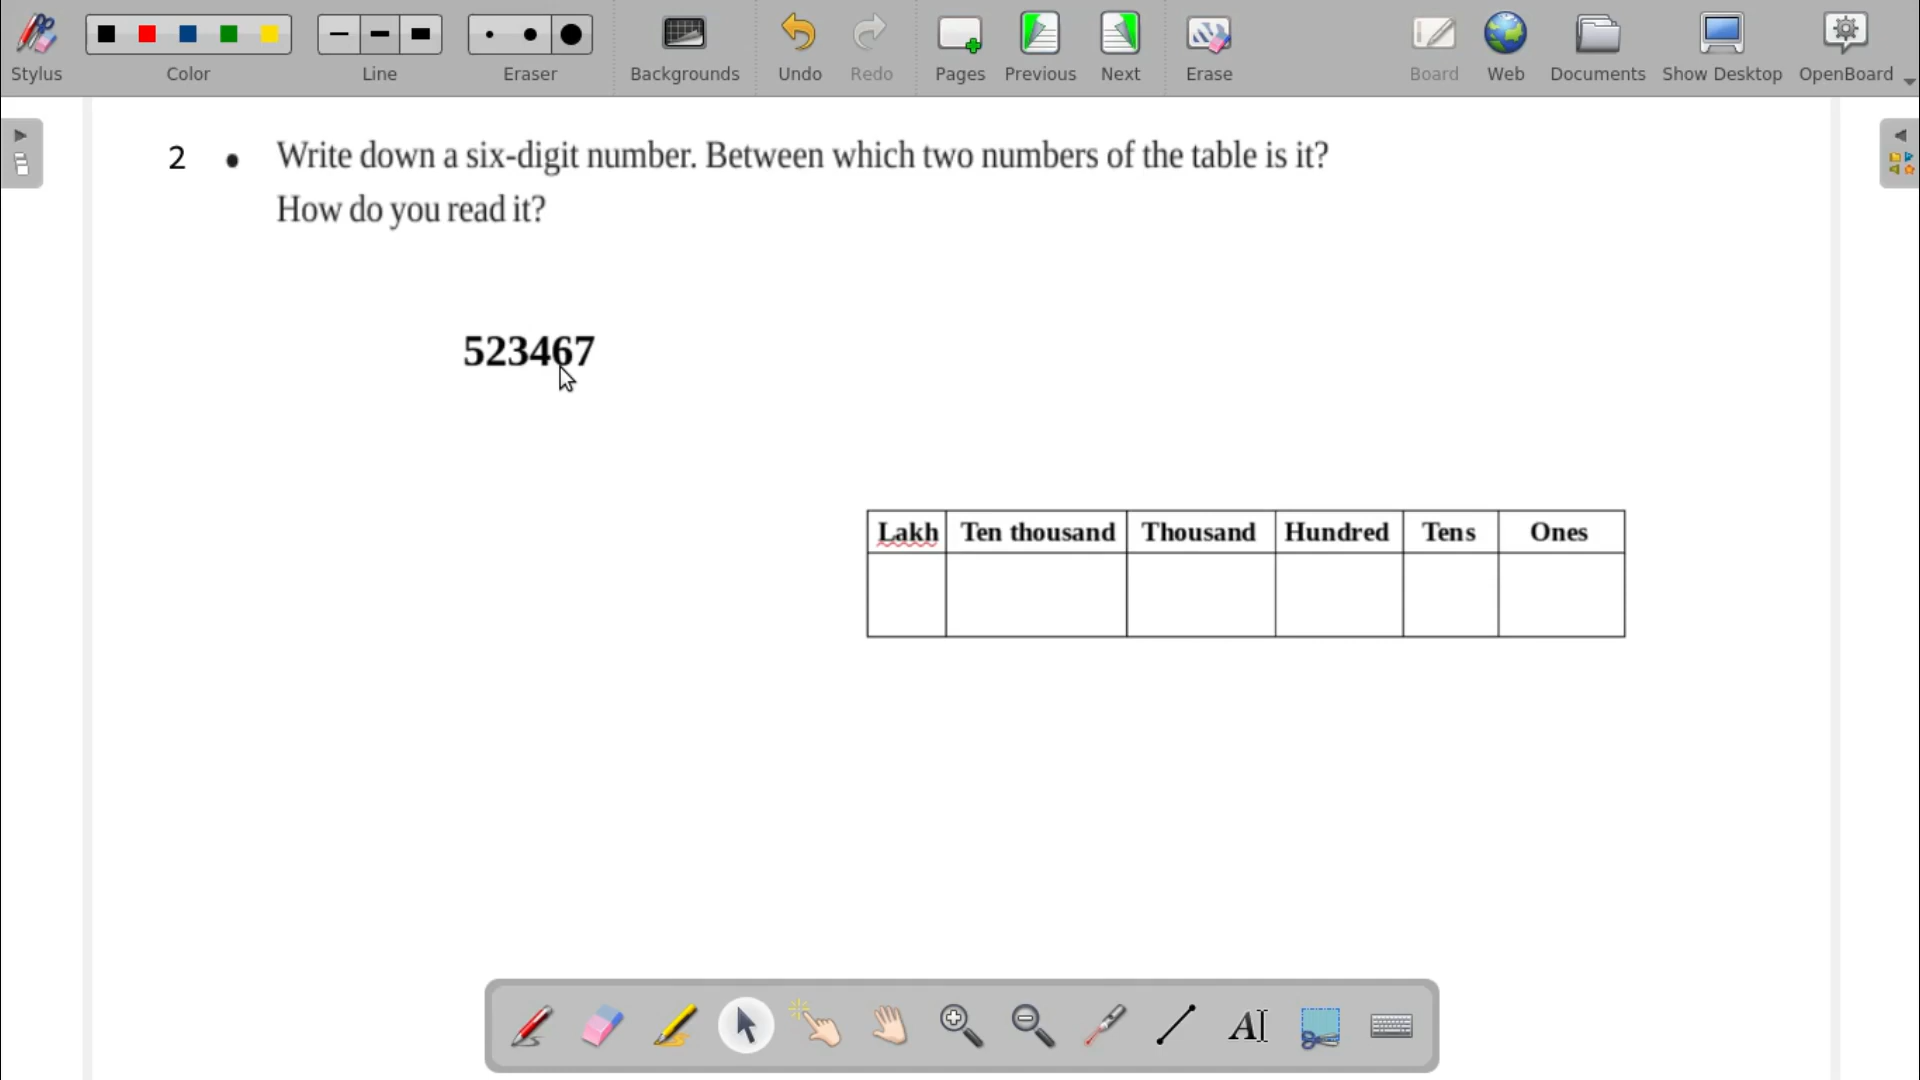 Stylus Color Line Eraser Backgrounds Undo Redo Pages Previous Next Erase Board Web Documents Show Desktop OpenBoard
2 • Write down a six-digit number. Between which two numbers of the table is it?
How do you read it?
523467
Lakh Ten thousand Thousand Hundred Tens Ones